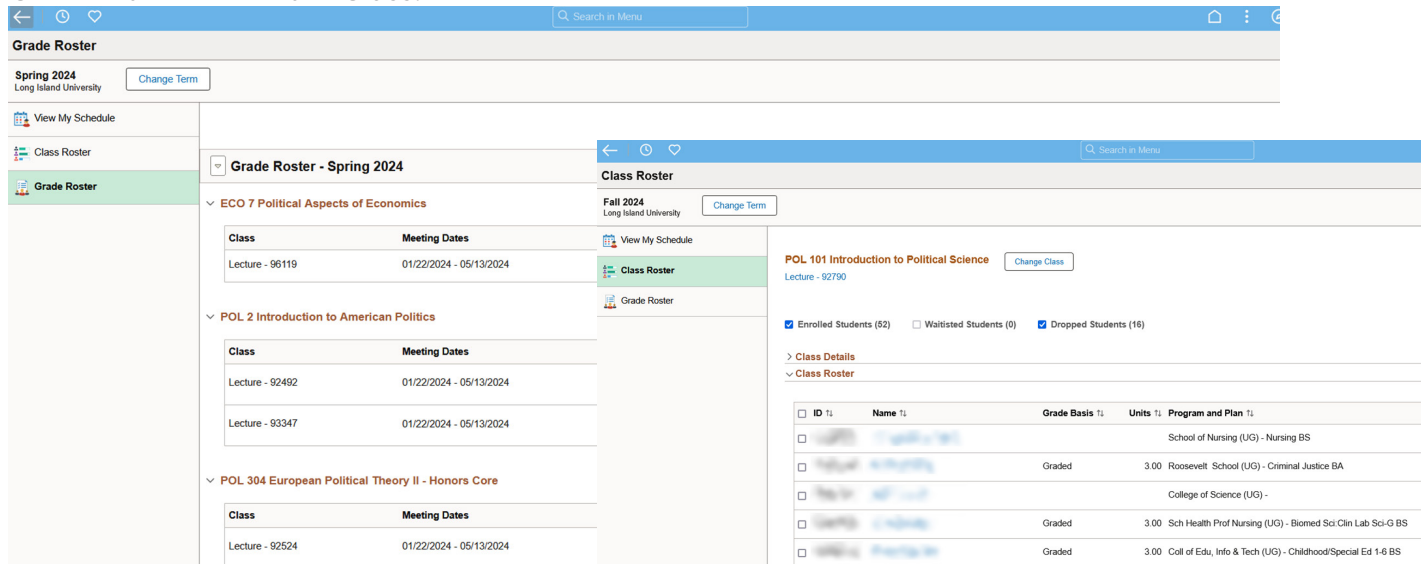 Search in Menu
Grade Roster
Spring 2024
Long Island University
Change Term
View My Schedule
Class Roster
Grade Roster
Grade Roster - Spring 2024
ECO 7 Political Aspects of Economics
Class Meeting Dates
Lecture - 96119 01/22/2024 - 05/13/2024
POL 2 Introduction to American Politics
Class Meeting Dates
Lecture - 92492 01/22/2024 - 05/13/2024
Lecture - 93347 01/22/2024 - 05/13/2024
POL 304 European Political Theory II - Honors Core
Class Meeting Dates
Lecture - 92524 01/22/2024 - 05/13/2024
Search in Menu
Class Roster
Fall 2024
Long Island University
Change Term
View My Schedule
Class Roster
Grade Roster
POL 101 Introduction to Political Science Change Class
Lecture - 92790
Enrolled Students (52) Waitisted Students (0) Dropped Students (16)
Class Details
Class Roster
ID Name Grade Basis Units Program and Plan
School of Nursing (UG) - Nursing BS
Graded 3.00 Roosevelt School (UG) - Criminal Justice BA
College of Science (UG) -
Graded 3.00 Sch Health Prof Nursing (UG) - Biomed Sci:Clin Lab Sci-G BS
Graded 3.00 Coll of Edu, Info & Tech (UG) - Childhood/Special Ed 1-6 BS